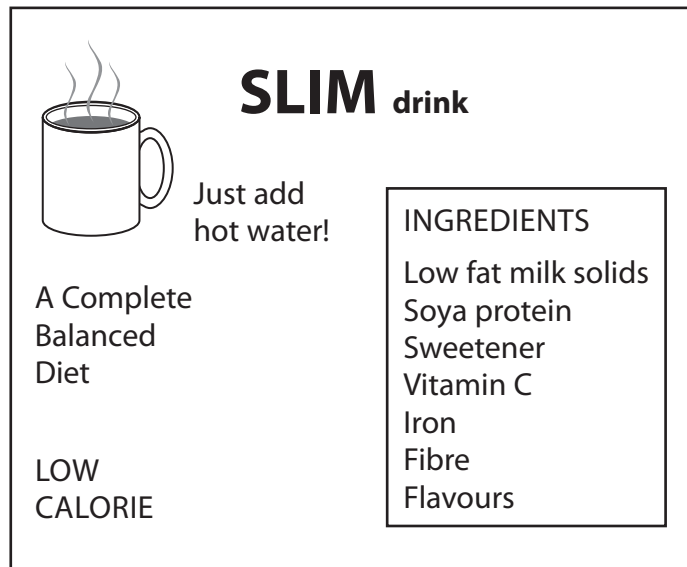 SLIM drink
Just add
hot water!
A Complete
Balanced
Diet
LOW
CALORIE
INGREDIENTS
Low fat milk solids
Soya protein
Sweetener
Vitamin C
Iron
Fibre
Flavours